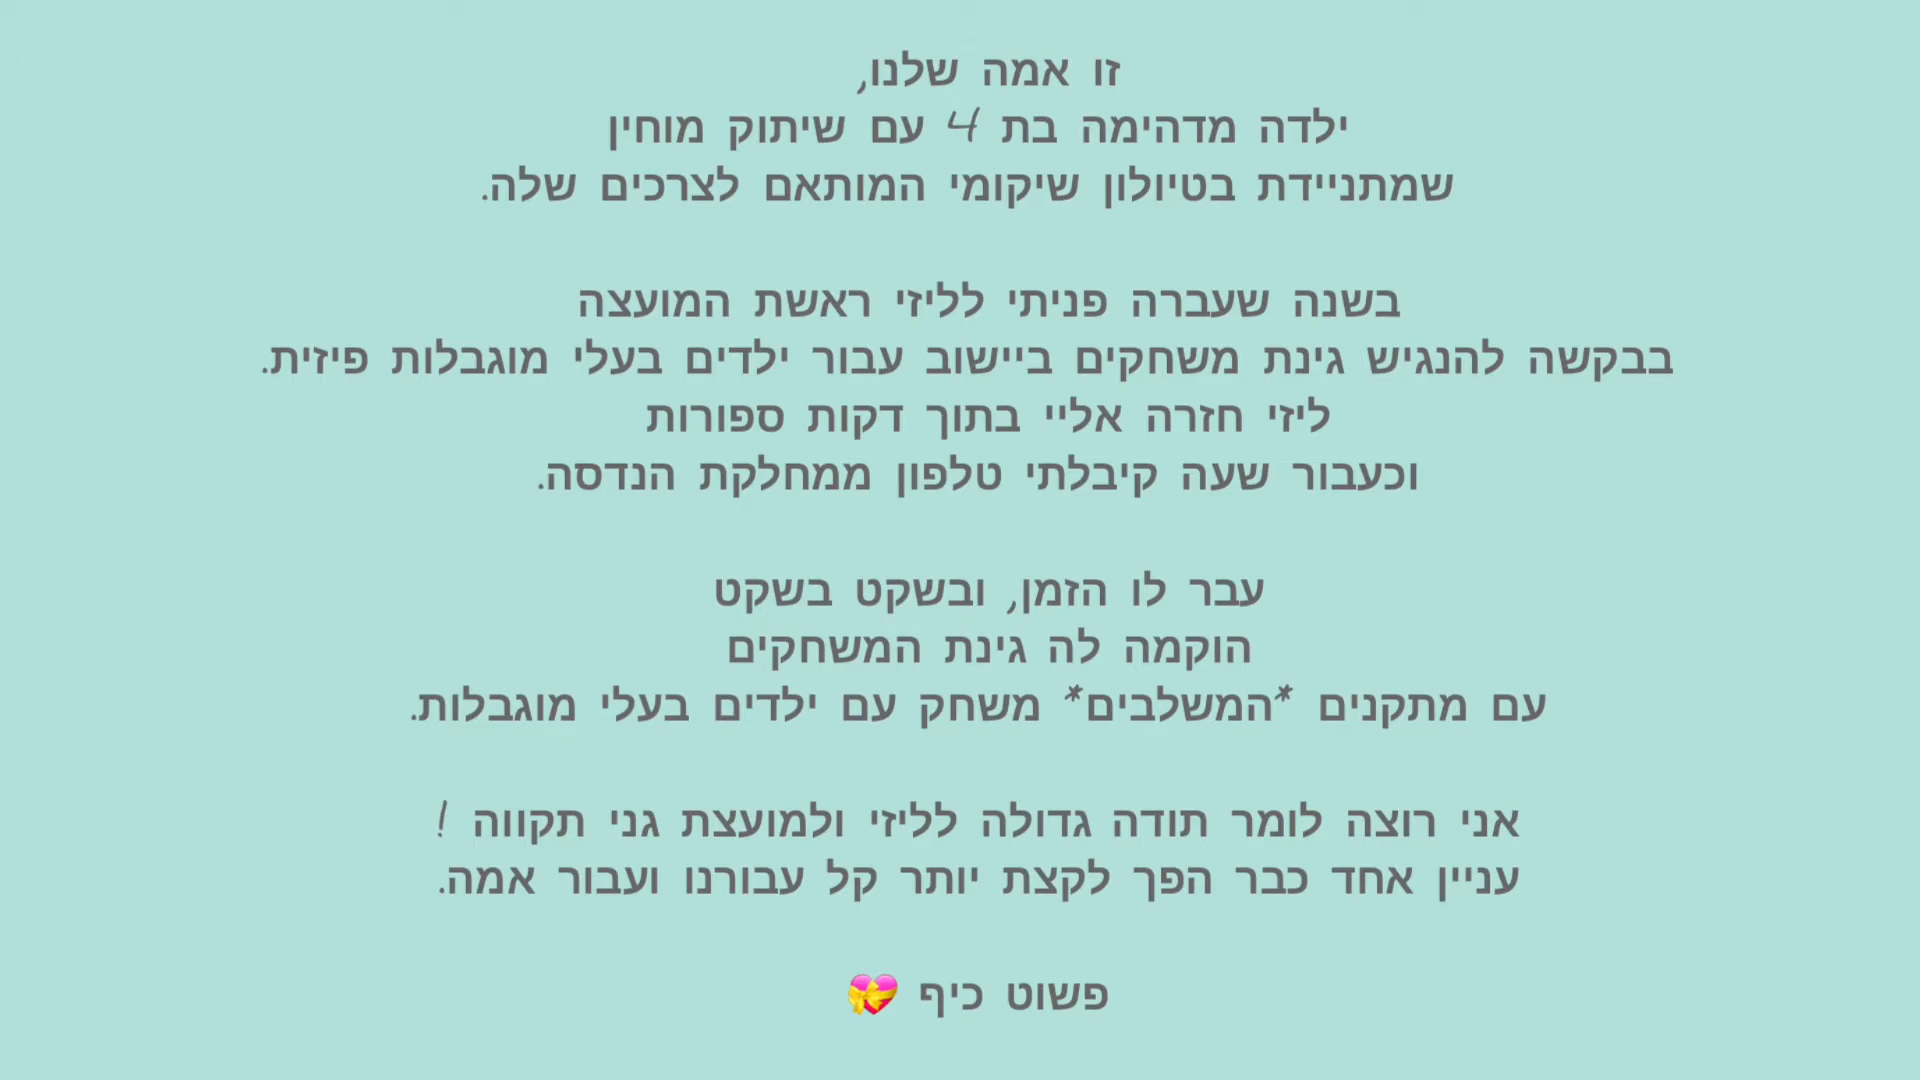 זו אמה שלנו,
ילדה מדהימה בת 4 עם שיתוק מוחין
שמתניידת בטיולון שיקומי המותאם לצרכים שלה.
בשנה שעברה פניתי לליזי ראשת המועצה
בבקשה להנגיש גינת משחקים ביישוב עבור ילדים בעלי מוגבלות פיזית.
ליזי חזרה אליי בתוך דקות ספורות
וכעבור שעה קיבלתי טלפון ממחלקת הנדסה.
עבר לו הזמן, ובשקט בשקט
הוקמה לה גינת המשחקים
עם מתקנים *המשלבים* משחק עם ילדים בעלי מוגבלות.
אני רוצה לומר תודה גדולה לליזי ולמועצת גני תקווה !
עניין אחד כבר הפך לקצת יותר קל עבורנו ועבור אמה.
פשוט כיף 💝